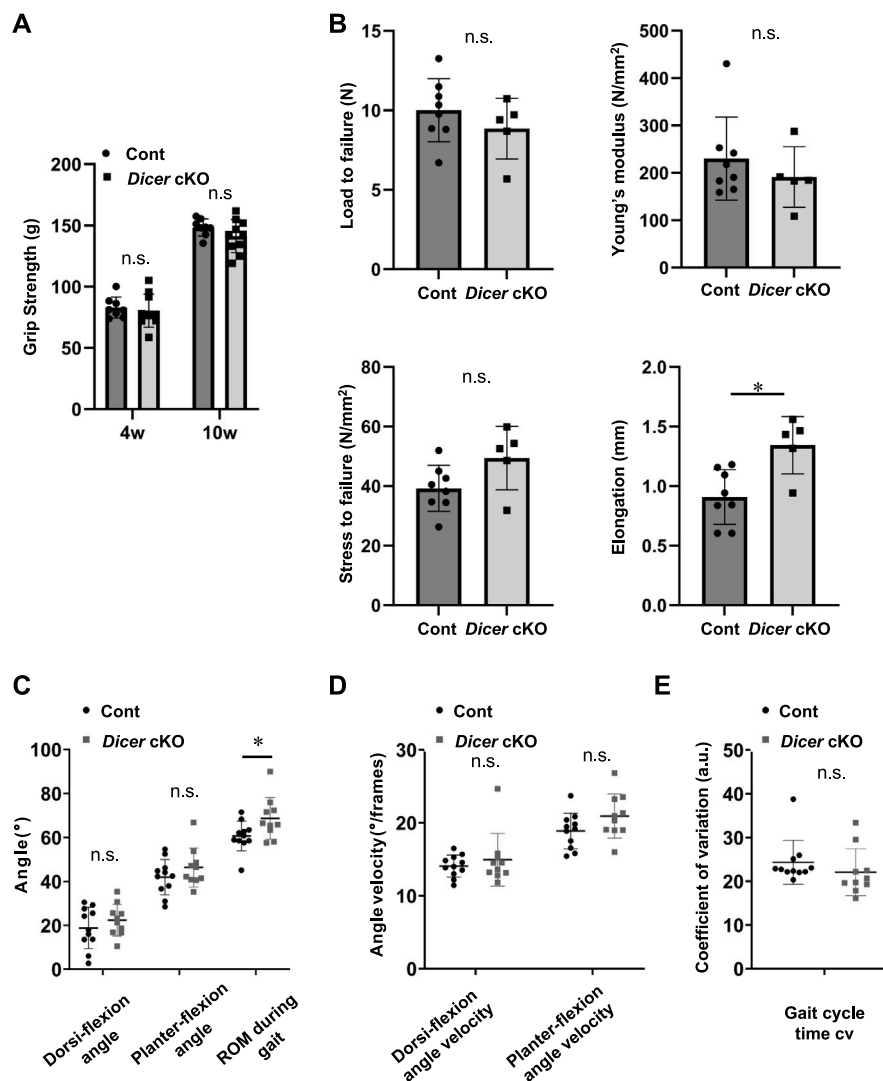 A
Cont
Dicer cKO
Grip Strength (g)
200
150
100
50
0
n.s.
n.s
4w
10w
B
Load to failure (N)
15
10
5
0
n.s.
Cont Dicer cKO
Young's modulus (N/mm²)
500
400
300
200
100
0
n.s.
Cont Dicer cKO
Stress to failure (N/mm²)
80
60
40
20
0
n.s.
Cont Dicer cKO
Elongation (mm)
2.0
1.5
1.0
0.5
0.0
*
Cont Dicer cKO
C
Cont
Dicer cKO
Angle(°)
100
80
60
40
20
0
n.s.
n.s.
*
Dorsi-flexion
angle
Planter-flexion
angle
ROM during
gait
D
Cont
Dicer cKO
Angle velocity(°/frames)
30
20
10
0
n.s.
n.s.
Dorsi-flexion
angle velocity
Planter-flexion
angle velocity
E
Cont
Dicer cKO
Coefficient of variation (a.u.)
50
40
30
20
10
0
n.s.
Gait cycle
time cv